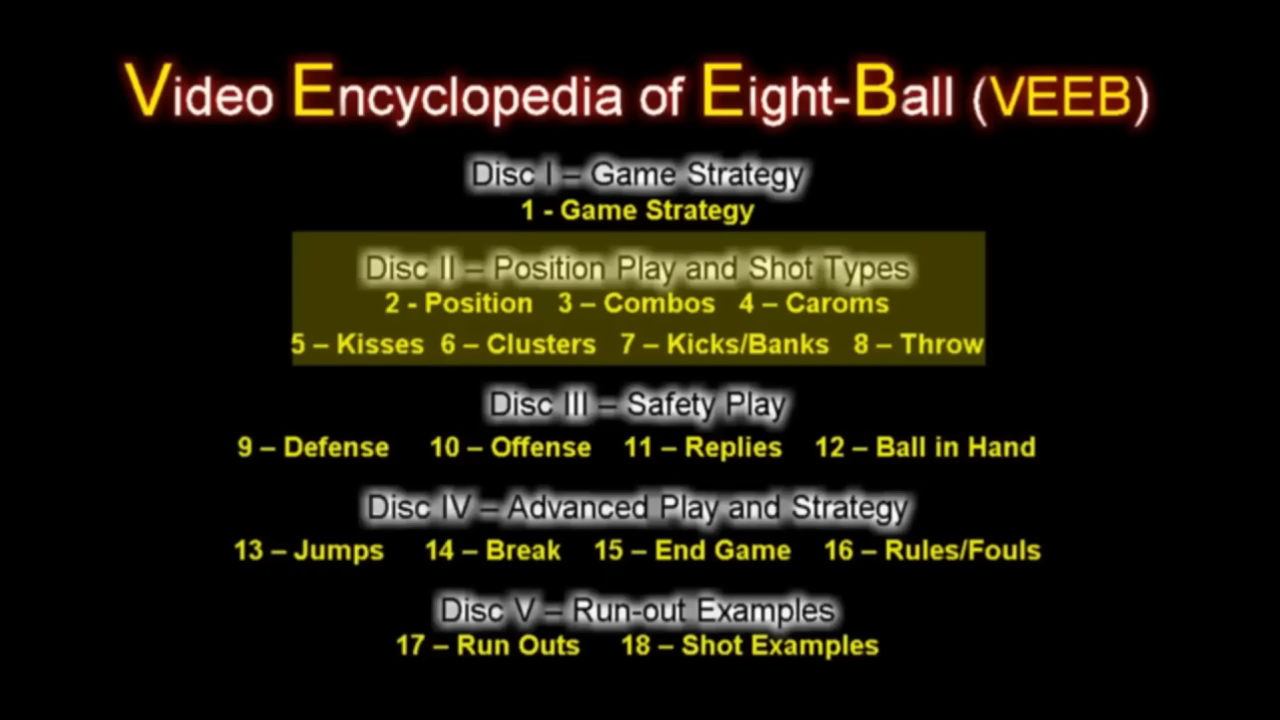 Video Encyclopedia of Eight-Ball (VEEB)
Disc I – Game Strategy
1 - Game Strategy
Disc II – Position Play and Shot Types
2 - Position 3 – Combos 4 – Caroms
5 – Kisses 6 – Clusters 7 – Kicks/Banks 8 – Throw
Disc III – Safety Play
9 – Defense 10 – Offense 11 – Replies 12 – Ball in Hand
Disc IV – Advanced Play and Strategy
13 – Jumps 14 – Break 15 – End Game 16 – Rules/Fouls
Disc V – Run-out Examples
17 – Run Outs 18 – Shot Examples